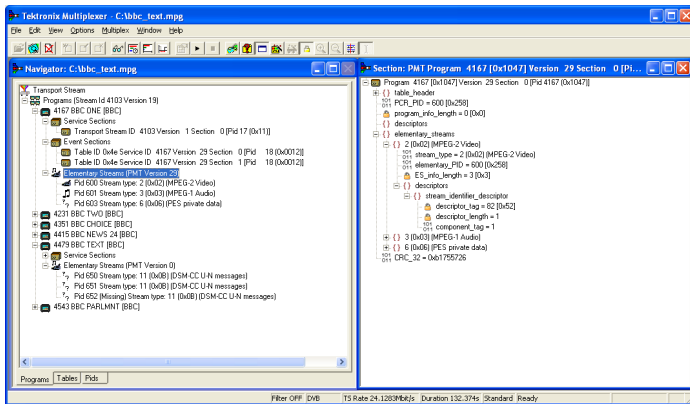 Tektronix Multiplexer - C:\bbc_text.mpg
File Edit View Options Multiplex Window Help
Navigator: C:\bbc_text.mpg
Transport Stream
Programs (Stream Id 4103 Version 19)
4167 BBC ONE [BBC]
Service Sections
Transport Stream ID 4103 Version 1 Section 0 [Pid 17 (0x11)]
Event Sections
Table ID 0x4e Service ID 4167 Version 29 Section 0 [Pid 18 (0x0012)]
Table ID 0x4e Service ID 4167 Version 29 Section 1 [Pid 18 (0x0012)]
Elementary Streams (PMT Version 29)
Pid 600 Stream type: 2 (0x02) (MPEG-2 Video)
Pid 601 Stream type: 3 (0x03) (MPEG-1 Audio)
Pid 603 Stream type: 6 (0x06) (PES private data)
4231 BBC TWO [BBC]
4351 BBC CHOICE [BBC]
4415 BBC NEWS 24 [BBC]
4479 BBC TEXT [BBC]
Service Sections
Elementary Streams (PMT Version 0)
Pid 650 Stream type: 11 (0x0B) (DSM-CC U-N messages)
Pid 651 Stream type: 11 (0x0B) (DSM-CC U-N messages)
Pid 652 (Missing) Stream type: 11 (0x0B) (DSM-CC U-N messages)
4543 BBC PARLMNT [BBC]
Programs Tables Pids
Section: PMT Program 4167 [0x1047] Version 29 Section 0 [Pi...
Program 4167 [0x1047] Version 29 Section 0 [Pid 4167 (0x1047)]
table_header
PCR_PID = 600 [0x258]
program_info_length = 0 [0x0]
descriptors
elementary_streams
2 [0x02] (MPEG-2 Video)
stream_type = 2 [0x02] (MPEG-2 Video)
elementary_PID = 600 [0x258]
ES_info_length = 3 [0x3]
descriptors
stream_identifier_descriptor
descriptor_tag = 82 [0x52]
descriptor_length = 1
component_tag = 1
3 [0x03] (MPEG-1 Audio)
6 [0x06] (PES private data)
CRC_32 = 0xb1755726
Filter OFF DVB TS Rate 24.1283Mbit/s Duration 132.374s Standard Ready